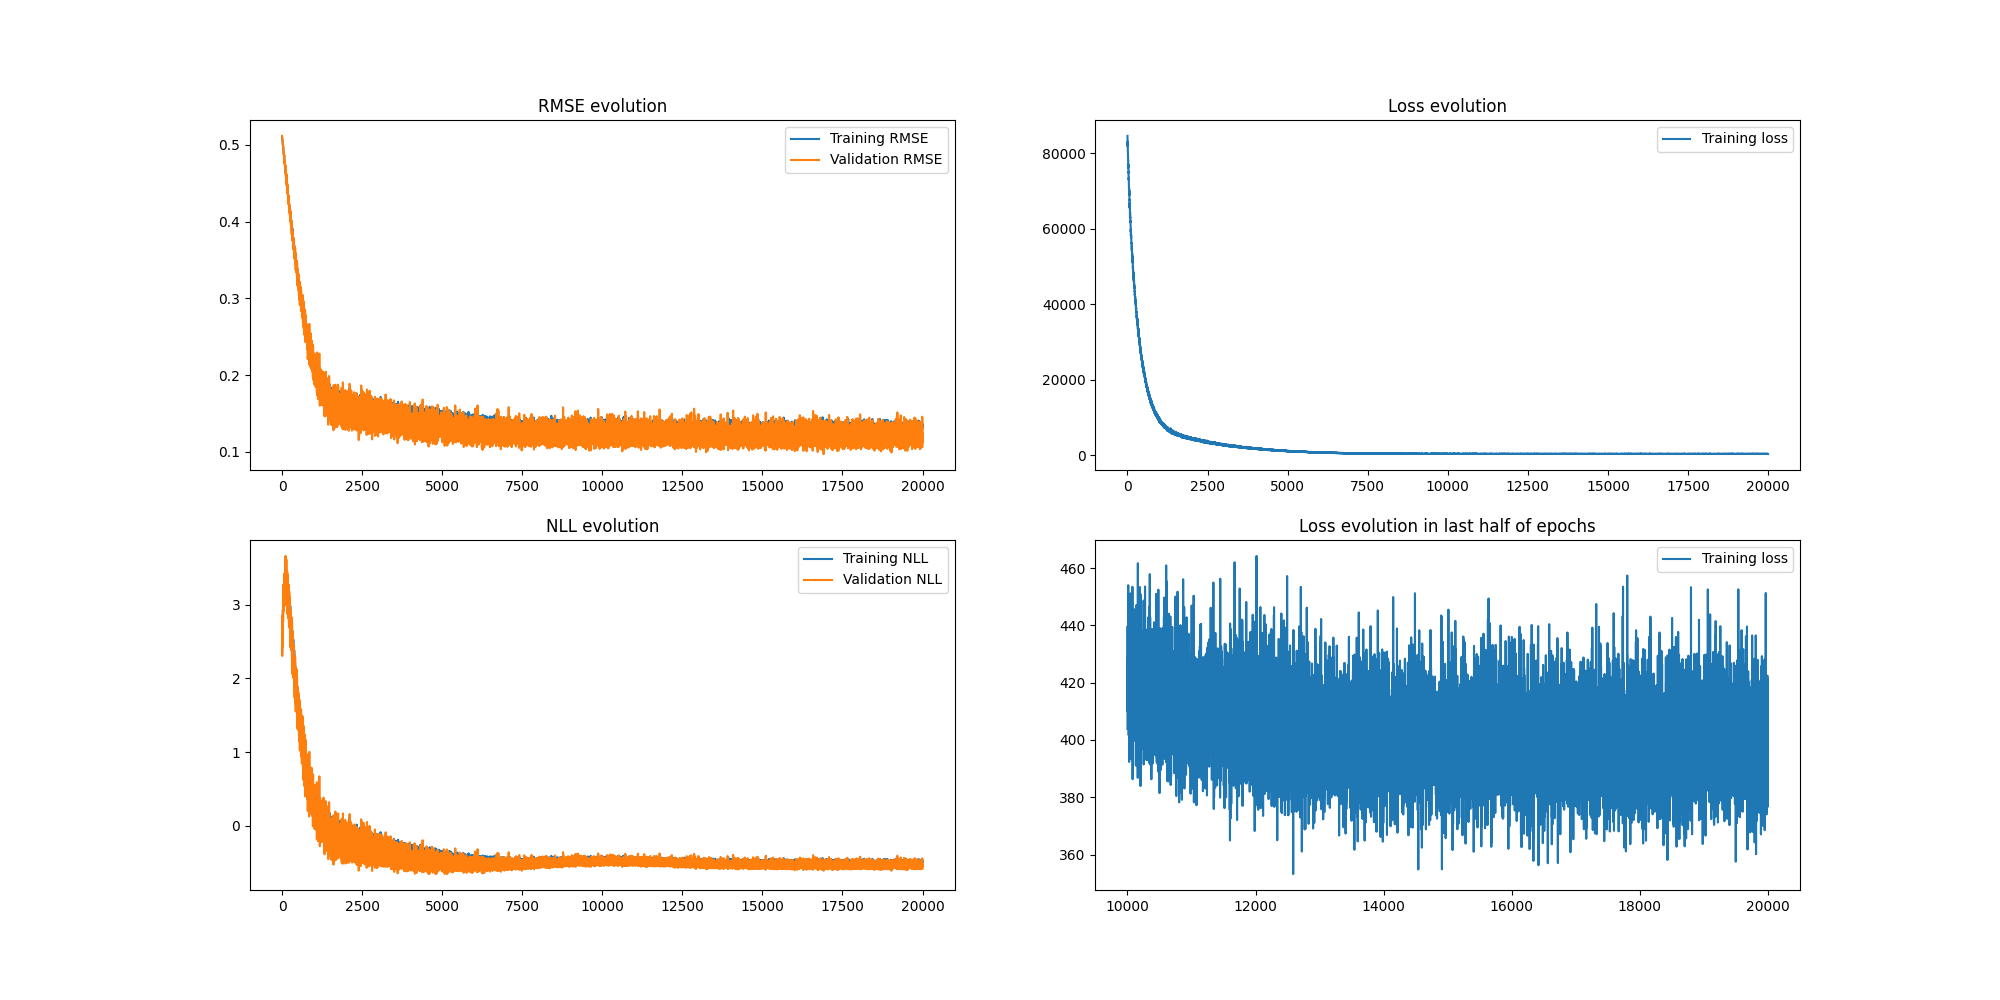 RMSE evolution
Training RMSE
Validation RMSE
0.5
0.4
0.3
0.2
0.1
0 2500 5000 7500 10000 12500 15000 17500 20000
Loss evolution
Training loss
80000
60000
40000
20000
0
0 2500 5000 7500 10000 12500 15000 17500 20000
NLL evolution
Training NLL
Validation NLL
3
2
1
0
0 2500 5000 7500 10000 12500 15000 17500 20000
Loss evolution in last half of epochs
Training loss
460
440
420
400
380
360
10000 12000 14000 16000 18000 20000